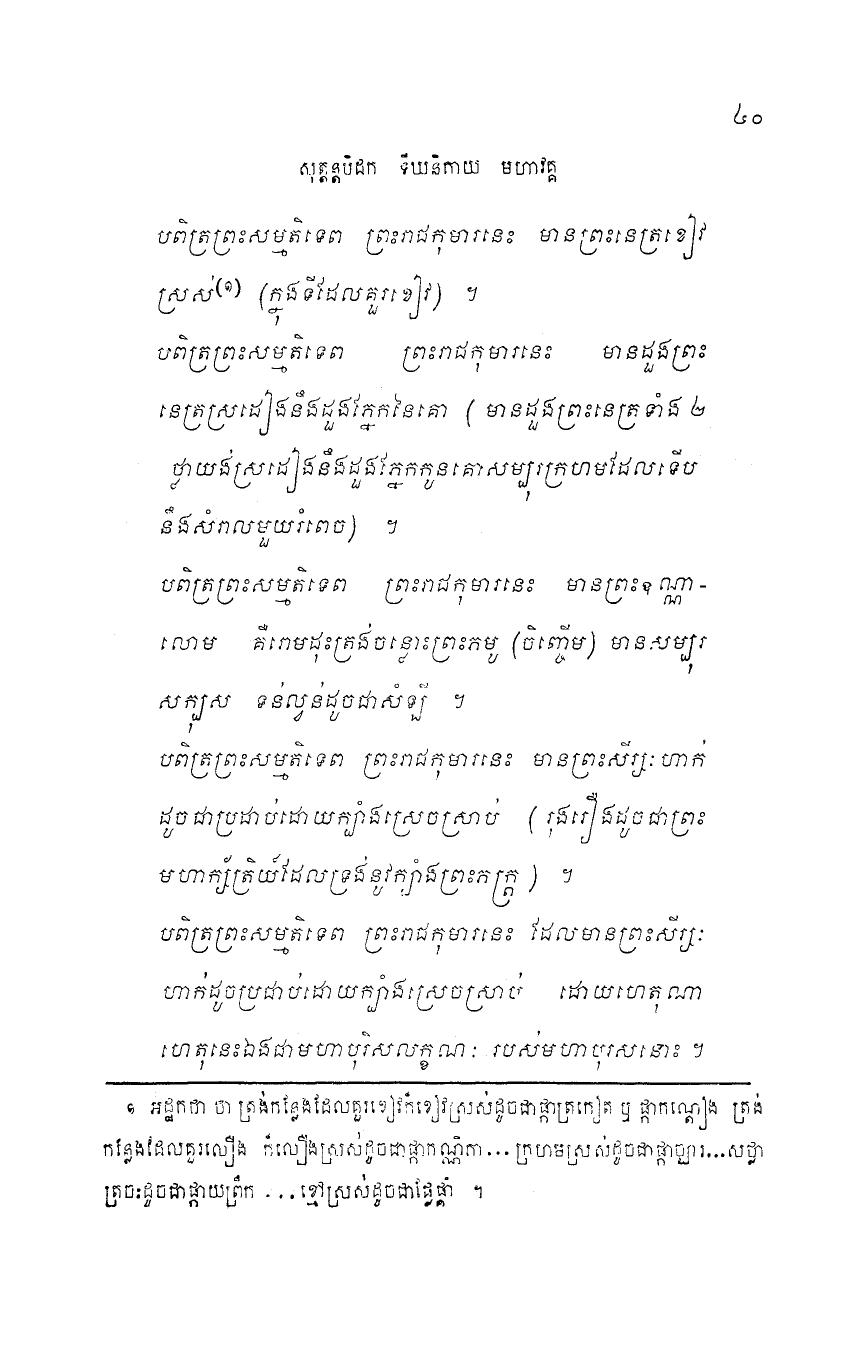 ៤០
សុត្តន្តបិដក ទីឃនិកាយ មហាវគ្គ
បពិត្រព្រះសម្មតិទេព ព្រះរាជកុមារនេះ មានព្រះនេត្រខៀវ
ស្រស់(១) (ក្នុងទីដែលគួរខៀវ) ។
បពិត្រព្រះសម្មតិទេព ព្រះរាជកុមារនេះ មានដួងព្រះ
នេត្រស្រដៀងនឹងដួងភ្នែកនៃគោ ( មានដួងព្រះនេត្រទាំង ២
ថ្លាយង់ស្រដៀងនឹងដួងភ្នែកកូនគោសម្បុរក្រហមដែលទើប
នឹងសំរាលមួយរំពេច) ។
បពិត្រព្រះសម្មតិទេព ព្រះរាជកុមារនេះ មានព្រះឧណ្ណា-
លោម គឺរោមដុះត្រង់ចន្លោះព្រះភមូ (ចិញ្ចើម) មានសម្បុរ
សក្បុស ទន់ល្វន់ដូចជាសំឡី ។
បពិត្រព្រះសម្មតិទេព ព្រះរាជកុមារនេះ មានព្រះសីរ្សៈហាក់
ដូចជាប្រដាប់ដោយក្បាំងស្រេចស្រាប់ ( រុងរឿងដូចជាព្រះ
មហាក្ស័ត្រិយ៍ដែលទ្រង់នូវក្បាំងព្រះភក្ត្រ ) ។
បពិត្រព្រះសម្មតិទេព ព្រះរាជកុមារនេះ ដែលមានព្រះសីរ្សៈ
ហាក់ដូចប្រដាប់ដោយក្បាំងស្រេចស្រាប់ ដោយហេតុណា
ហេតុនេះឯងជាមហាបុរិសលក្ខណៈ របស់មហាបុរសនោះ ។
១ អដ្ឋកថា ថា ត្រង់កន្លែងដែលគួរខៀវក៏ខៀវស្រស់ដូចជាផ្កាត្រកៀត ឬ ផ្កាកណ្តៀង ត្រង់
កន្លែងដែលគួរលឿង ក៏លឿងស្រស់ដូចជាផ្កាកណ្ណិកា... ក្រហមស្រស់ដូចជាផ្កាច្បារ...សថ្លា
ត្រចះដូចជាផ្កាយព្រឹក ...ខ្មៅស្រស់ដូចជាផ្លែផ្គាំ ។